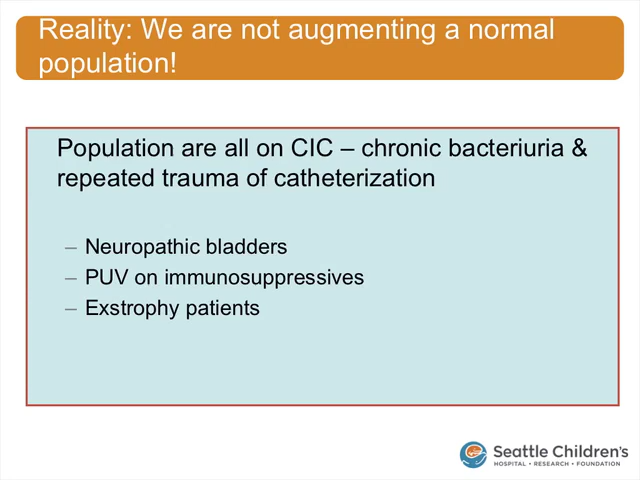 Reality: We are not augmenting a normal
population!
Population are all on CIC – chronic bacteriuria &
repeated trauma of catheterization
– Neuropathic bladders
– PUV on immunosuppressives
– Exstrophy patients
Seattle Children's
HOSPITAL • RESEARCH • FOUNDATION